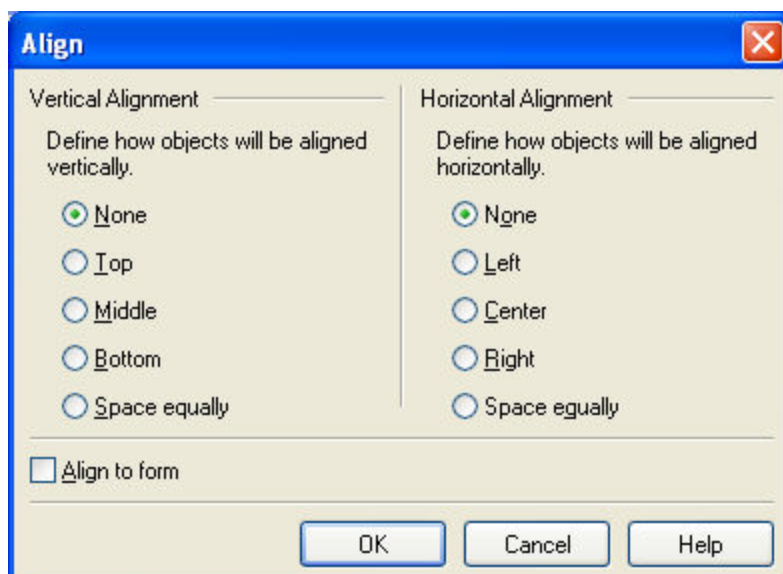 Align
Vertical Alignment
Define how objects will be aligned
vertically.
None
Top
Middle
Bottom
Space equally
Horizontal Alignment
Define how objects will be aligned
horizontally.
None
Left
Center
Right
Space equally
Align to form
OK
Cancel
Help